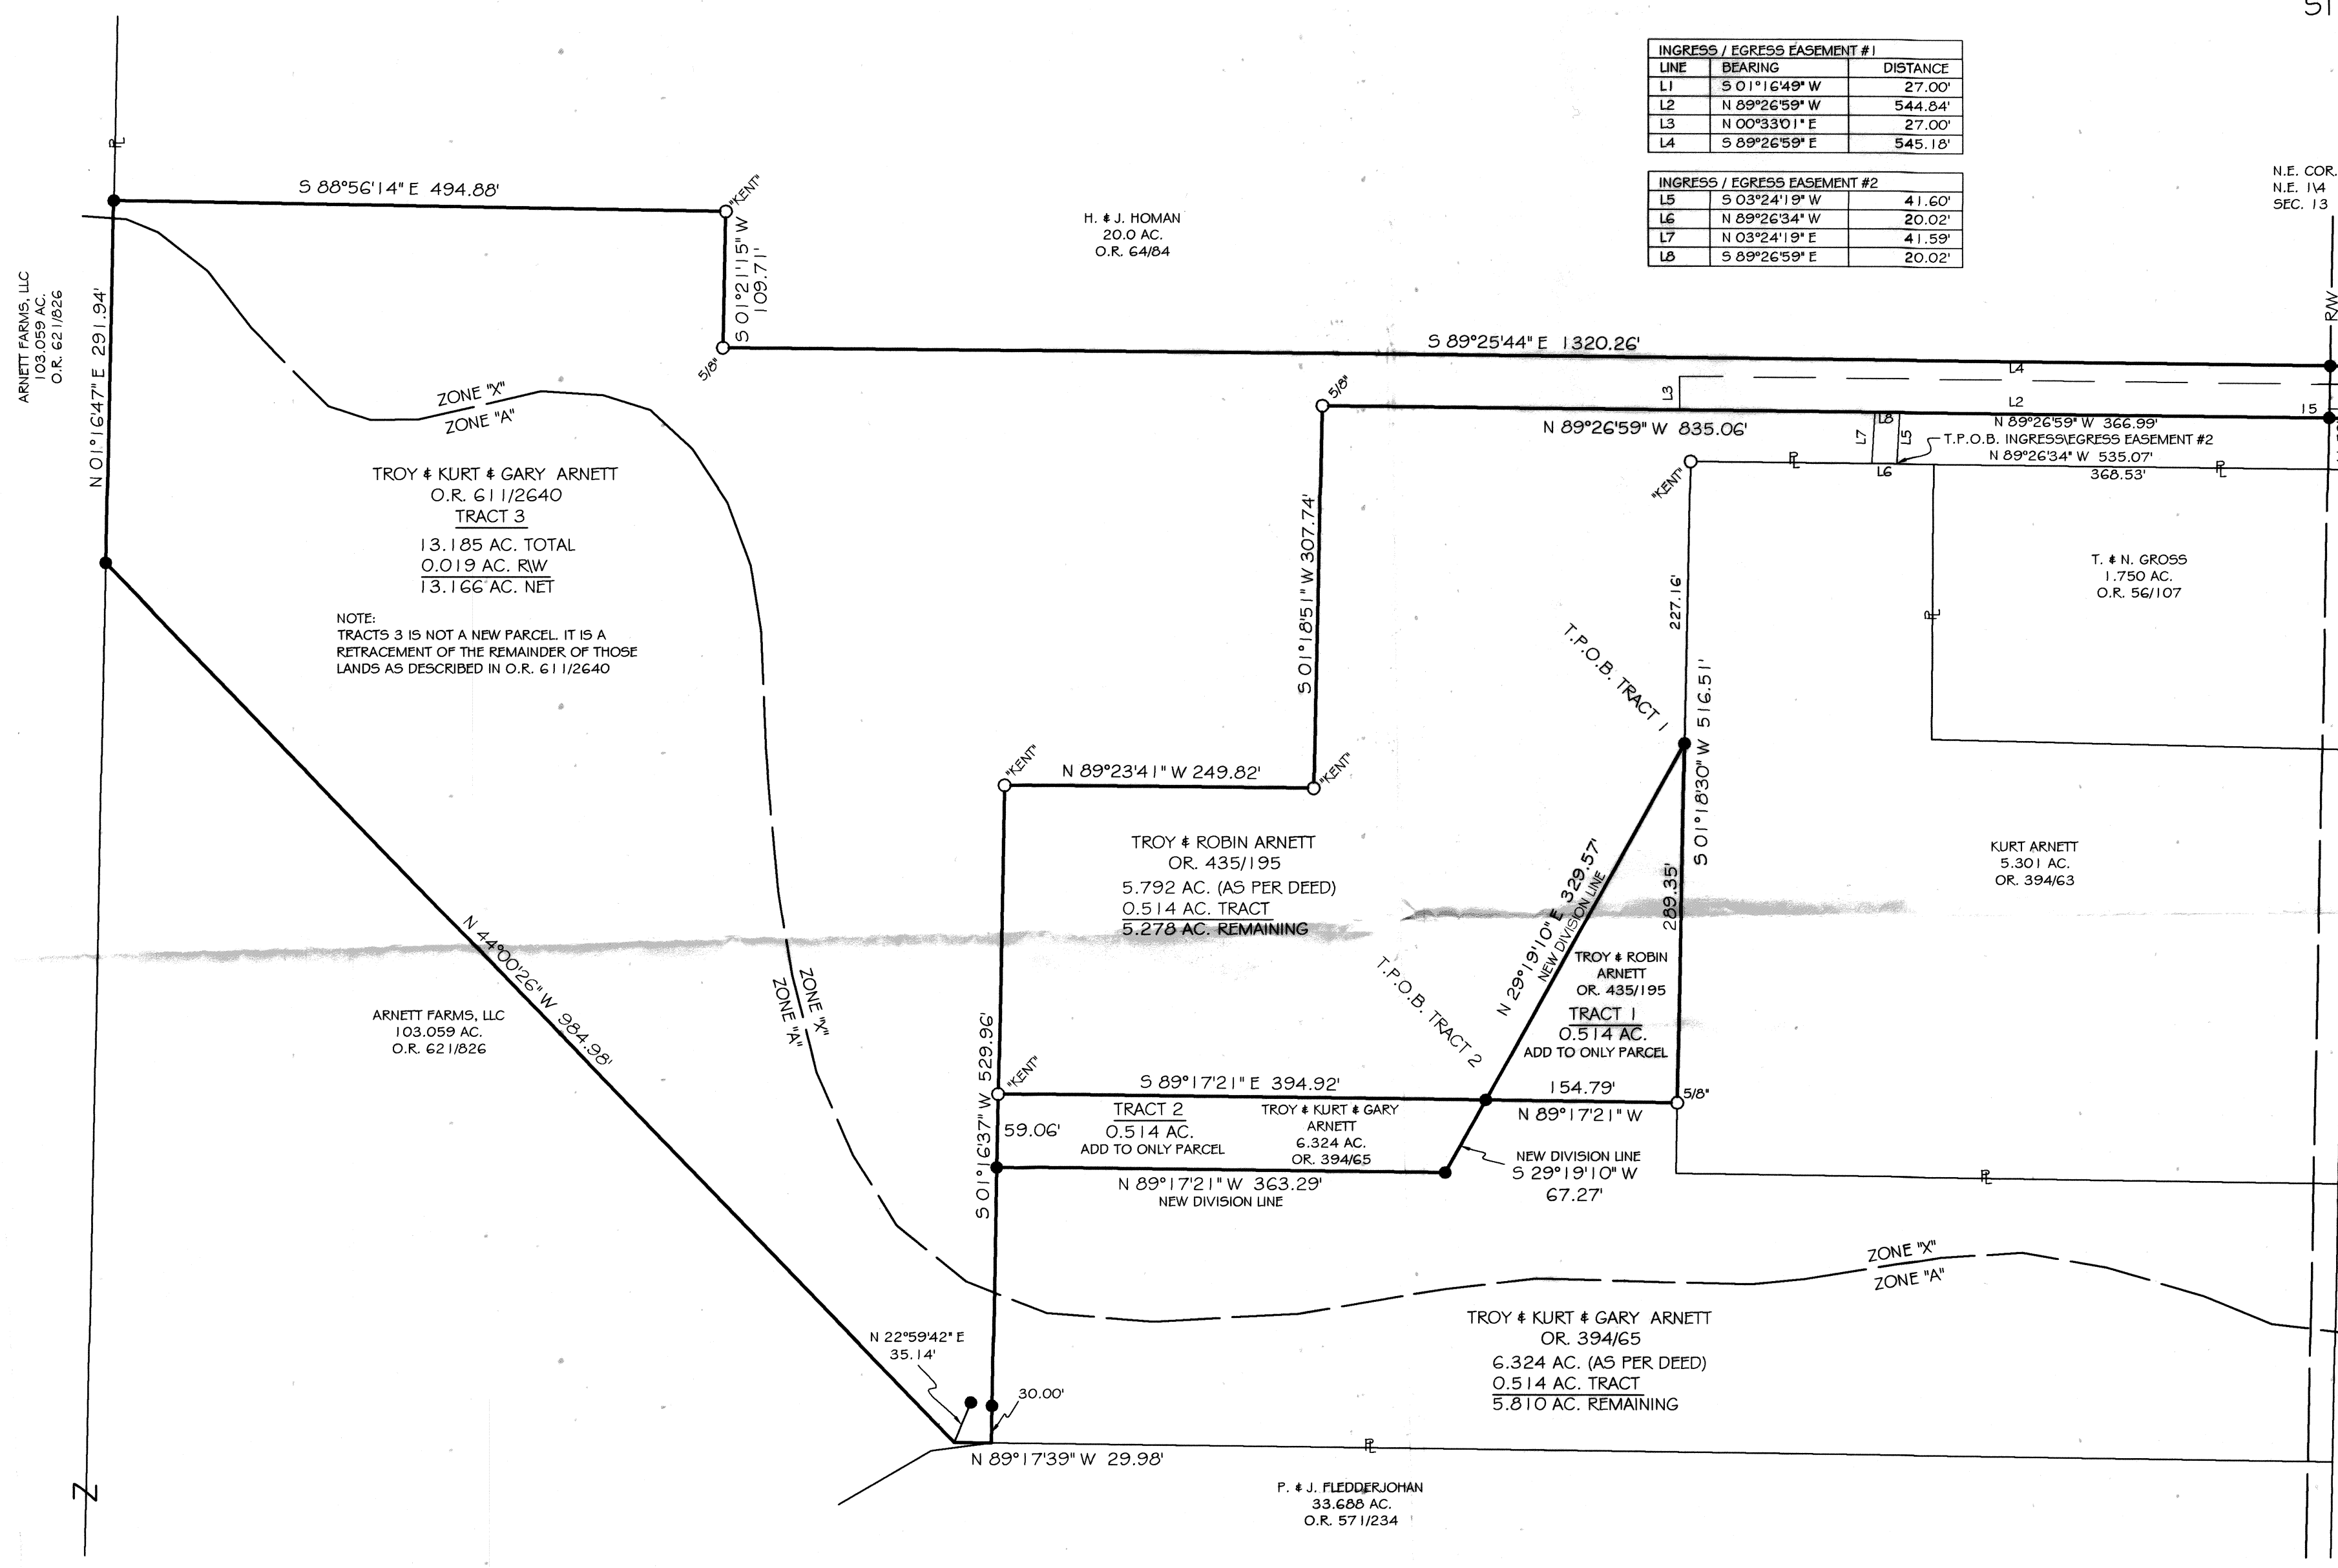 51
INGRESS / EGRESS EASEMENT #1
LINE BEARING DISTANCE
L1 S 01°16'49" W 27.00'
L2 N 89°26'59" W 544.84'
L3 N 00°33'01" E 27.00'
L4 S 89°26'59" E 545.18'
INGRESS / EGRESS EASEMENT #2
L5 S 03°24'19" W 41.60'
L6 N 89°26'34" W 20.02'
L7 N 03°24'19" E 41.59'
L8 S 89°26'59" E 20.02'
N.E. COR.
N.E. 1\4
SEC. 13
R/W
PL
S 88°56'14" E 494.88'
"KENT"
S 01°21'15" W
109.71'
5/8"
H. & J. HOMAN
20.0 AC.
O.R. 64/84
ARNETT FARMS, LLC
103.059 AC.
O.R. 621/826
N 01°16'47" E 291.94'
S 89°25'44" E 1320.26'
L4
L3
L2
15
5/8"
N 89°26'59" W 835.06'
N 89°26'59" W 366.99'
L8
L7
L5
T.P.O.B. INGRESS\EGRESS EASEMENT #2
N 89°26'34" W 535.07'
PL
L6
368.53'
PL
"KENT"
ZONE "X"
ZONE "A"
TROY & KURT & GARY ARNETT
O.R. 611/2640
TRACT 3
13.185 AC. TOTAL
0.019 AC. R\W
13.166 AC. NET
NOTE:
TRACTS 3 IS NOT A NEW PARCEL. IT IS A
RETRACEMENT OF THE REMAINDER OF THOSE
LANDS AS DESCRIBED IN O.R. 611/2640
S 01°18'51" W 307.74'
227.16'
T. & N. GROSS
1.750 AC.
O.R. 56/107
PL
T.P.O.B. TRACT 1
S 01°18'30" W 516.51'
"KENT"
N 89°23'41" W 249.82'
"KENT"
TROY & ROBIN ARNETT
OR. 435/195
5.792 AC. (AS PER DEED)
0.514 AC. TRACT
5.278 AC. REMAINING
N 29°19'10" E 329.57'
NEW DIVISION LINE
289.35'
KURT ARNETT
5.301 AC.
OR. 394/63
N 44°00'26" W 984.98'
ZONE "X"
ZONE "A"
T.P.O.B. TRACT 2
TROY & ROBIN
ARNETT
OR. 435/195
TRACT 1
0.514 AC.
ADD TO ONLY PARCEL
ARNETT FARMS, LLC
103.059 AC.
O.R. 621/826
S 01°16'37" W 529.96'
"KENT"
S 89°17'21" E 394.92'
154.79'
5/8"
N 89°17'21" W
TRACT 2
0.514 AC.
ADD TO ONLY PARCEL
TROY & KURT & GARY
ARNETT
6.324 AC.
OR. 394/65
59.06'
N 89°17'21" W 363.29'
NEW DIVISION LINE
NEW DIVISION LINE
S 29°19'10" W
67.27'
PL
ZONE "X"
ZONE "A"
TROY & KURT & GARY ARNETT
OR. 394/65
6.324 AC. (AS PER DEED)
0.514 AC. TRACT
5.810 AC. REMAINING
N 22°59'42" E
35.14'
30.00'
PL
N 89°17'39" W 29.98'
P. & J. FLEDDERJOHAN
33.688 AC.
O.R. 571/234
Z